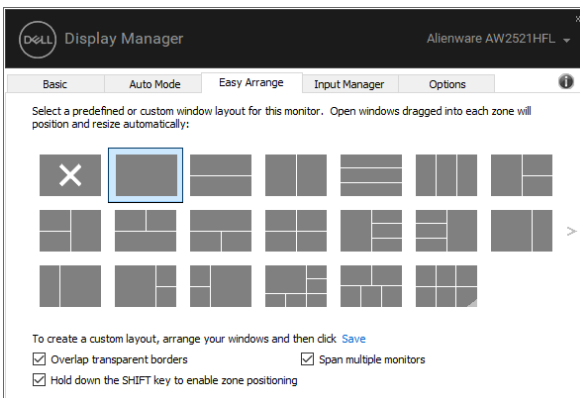 DELL Display Manager
Alienware AW2521HFL
Basic Auto Mode Easy Arrange Input Manager Options
Select a predefined or custom window layout for this monitor. Open windows dragged into each zone will
position and resize automatically:
To create a custom layout, arrange your windows and then click Save
Overlap transparent borders
Span multiple monitors
Hold down the SHIFT key to enable zone positioning